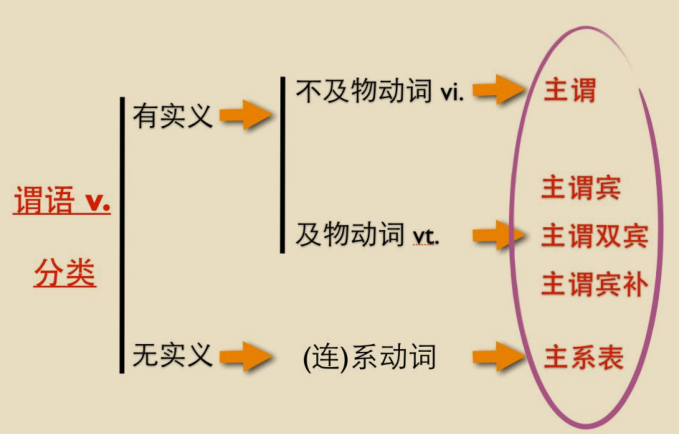 谓语 v.
分类
有实义
不及物动词 vi.
主谓
及物动词 vt.
主谓宾
主谓双宾
主谓宾补
无实义
(连)系动词
主系表